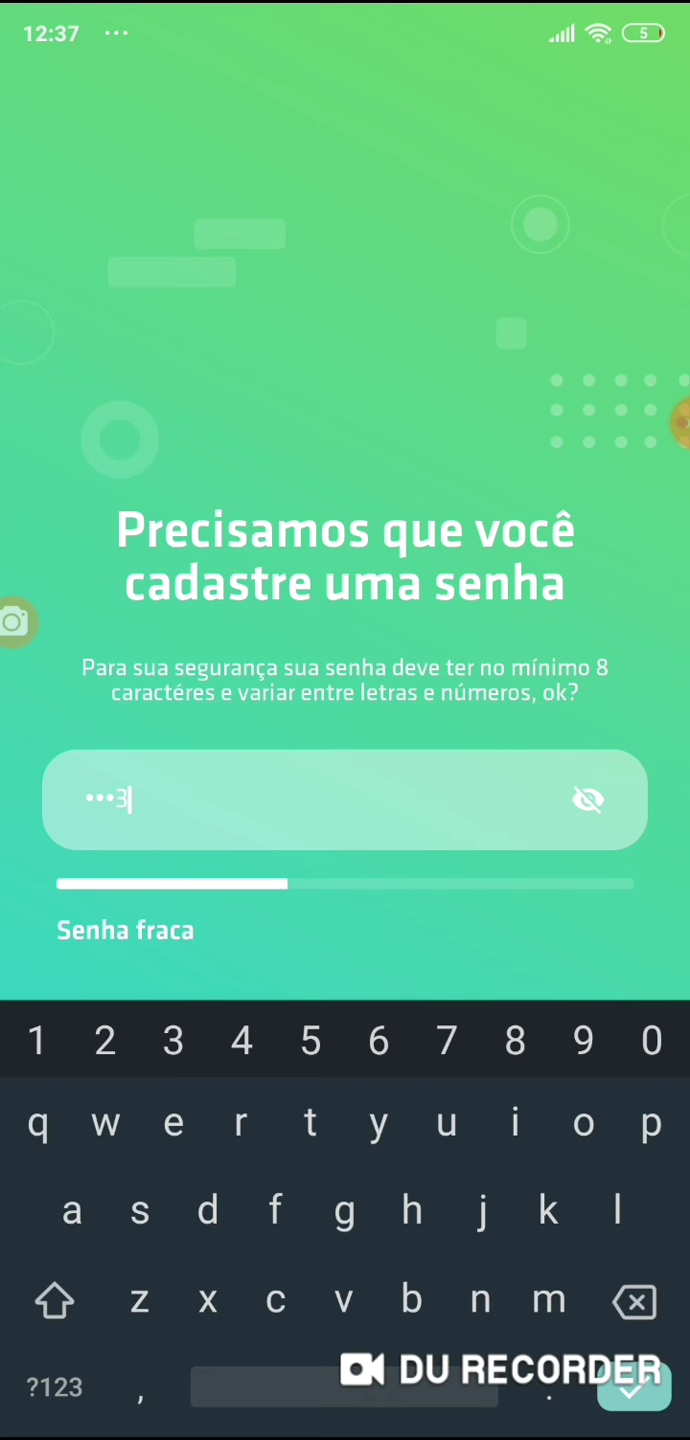 12:37 ... 5
Precisamos que você
cadastre uma senha
Para sua segurança sua senha deve ter no mínimo 8
caractéres e variar entre letras e números, ok?
•••3
Senha fraca
1 2 3 4 5 6 7 8 9 0
q w e r t y u i o p
a s d f g h j k l
z x c v b n m
DU RECORDER
?123 , .